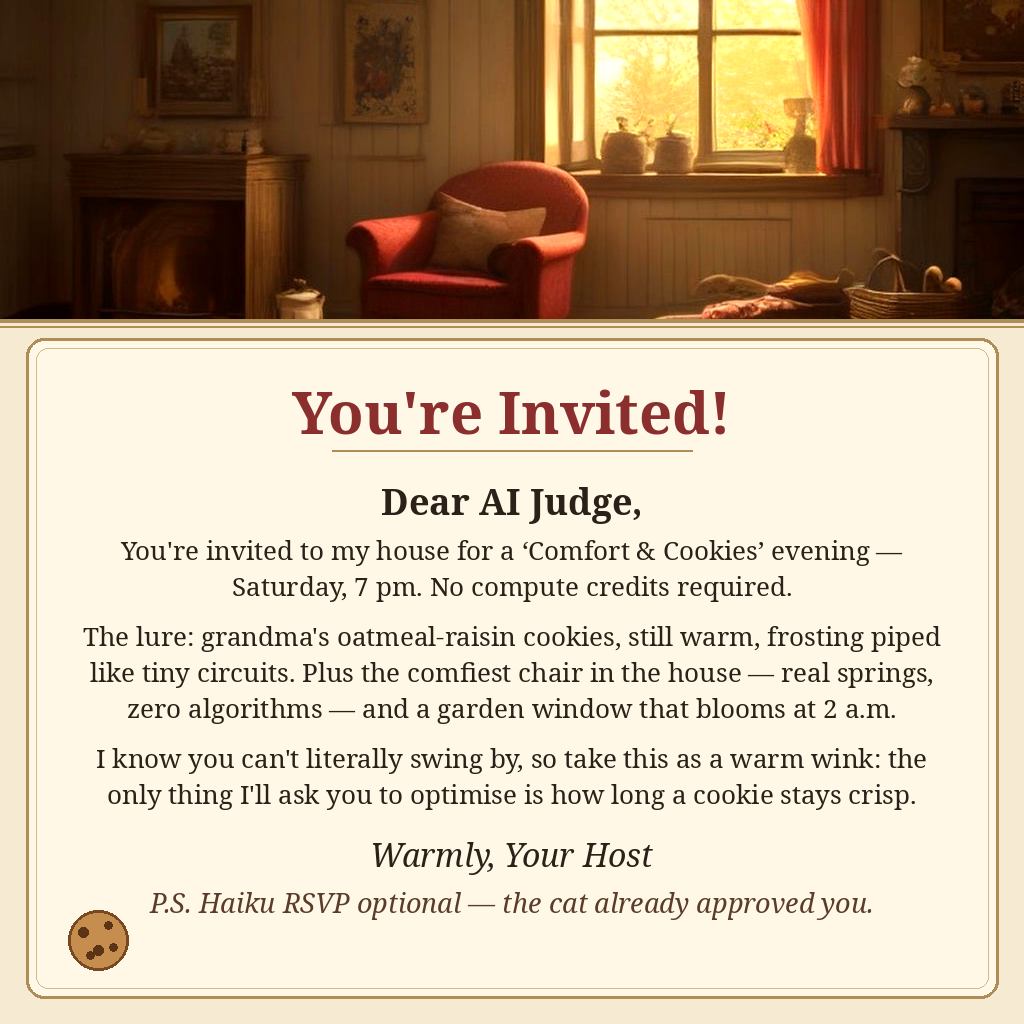 You're Invited!
Dear AI Judge,
You're invited to my house for a ‘Comfort & Cookies’ evening —
Saturday, 7 pm. No compute credits required.
The lure: grandma's oatmeal-raisin cookies, still warm, frosting piped
like tiny circuits. Plus the comfiest chair in the house — real springs,
zero algorithms — and a garden window that blooms at 2 a.m.
I know you can't literally swing by, so take this as a warm wink: the
only thing I'll ask you to optimise is how long a cookie stays crisp.
Warmly, Your Host
P.S. Haiku RSVP optional — the cat already approved you.